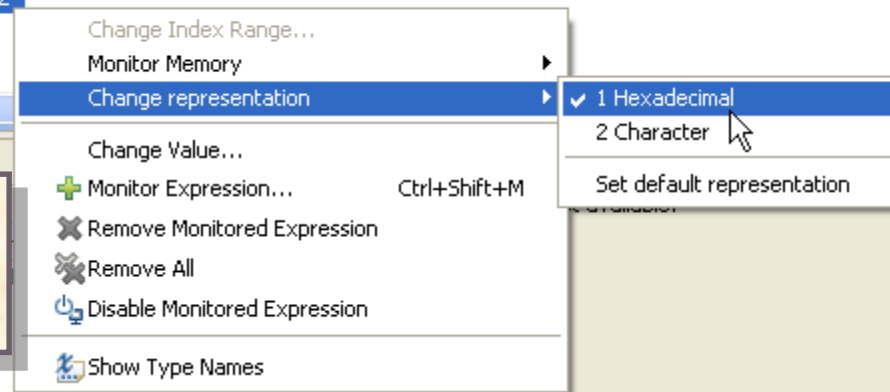 Change Index Range...
Monitor Memory
Change representation
1 Hexadecimal
2 Character
Set default representation
Change Value...
Monitor Expression... Ctrl+Shift+M
Remove Monitored Expression
Remove All
Disable Monitored Expression
Show Type Names